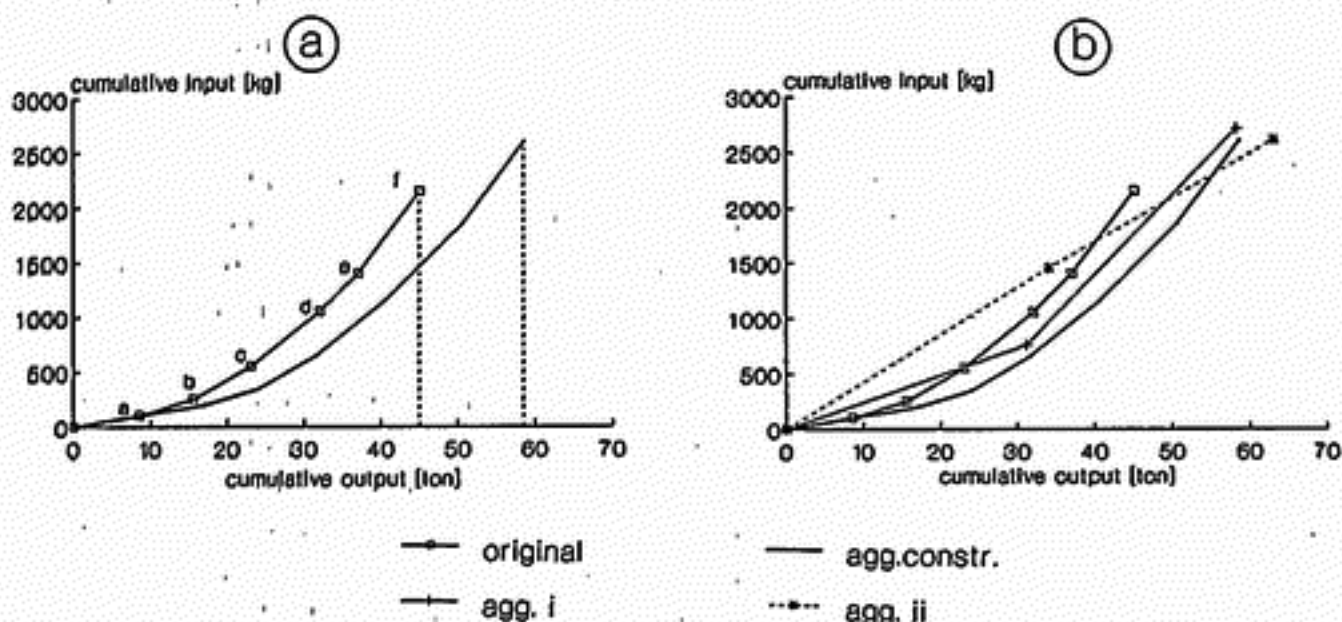 a
b
cumulative input [kg]
3000
2500
2000
1500
1000
500
0
a
b
c
d
e
f
0 10 20 30 40 50 60 70
cumulative output [ton]
cumulative input [kg]
3000
2500
2000
1500
1000
500
0
0 10 20 30 40 50 60 70
cumulative output [ton]
original
agg.constr.
agg. i
agg. ii